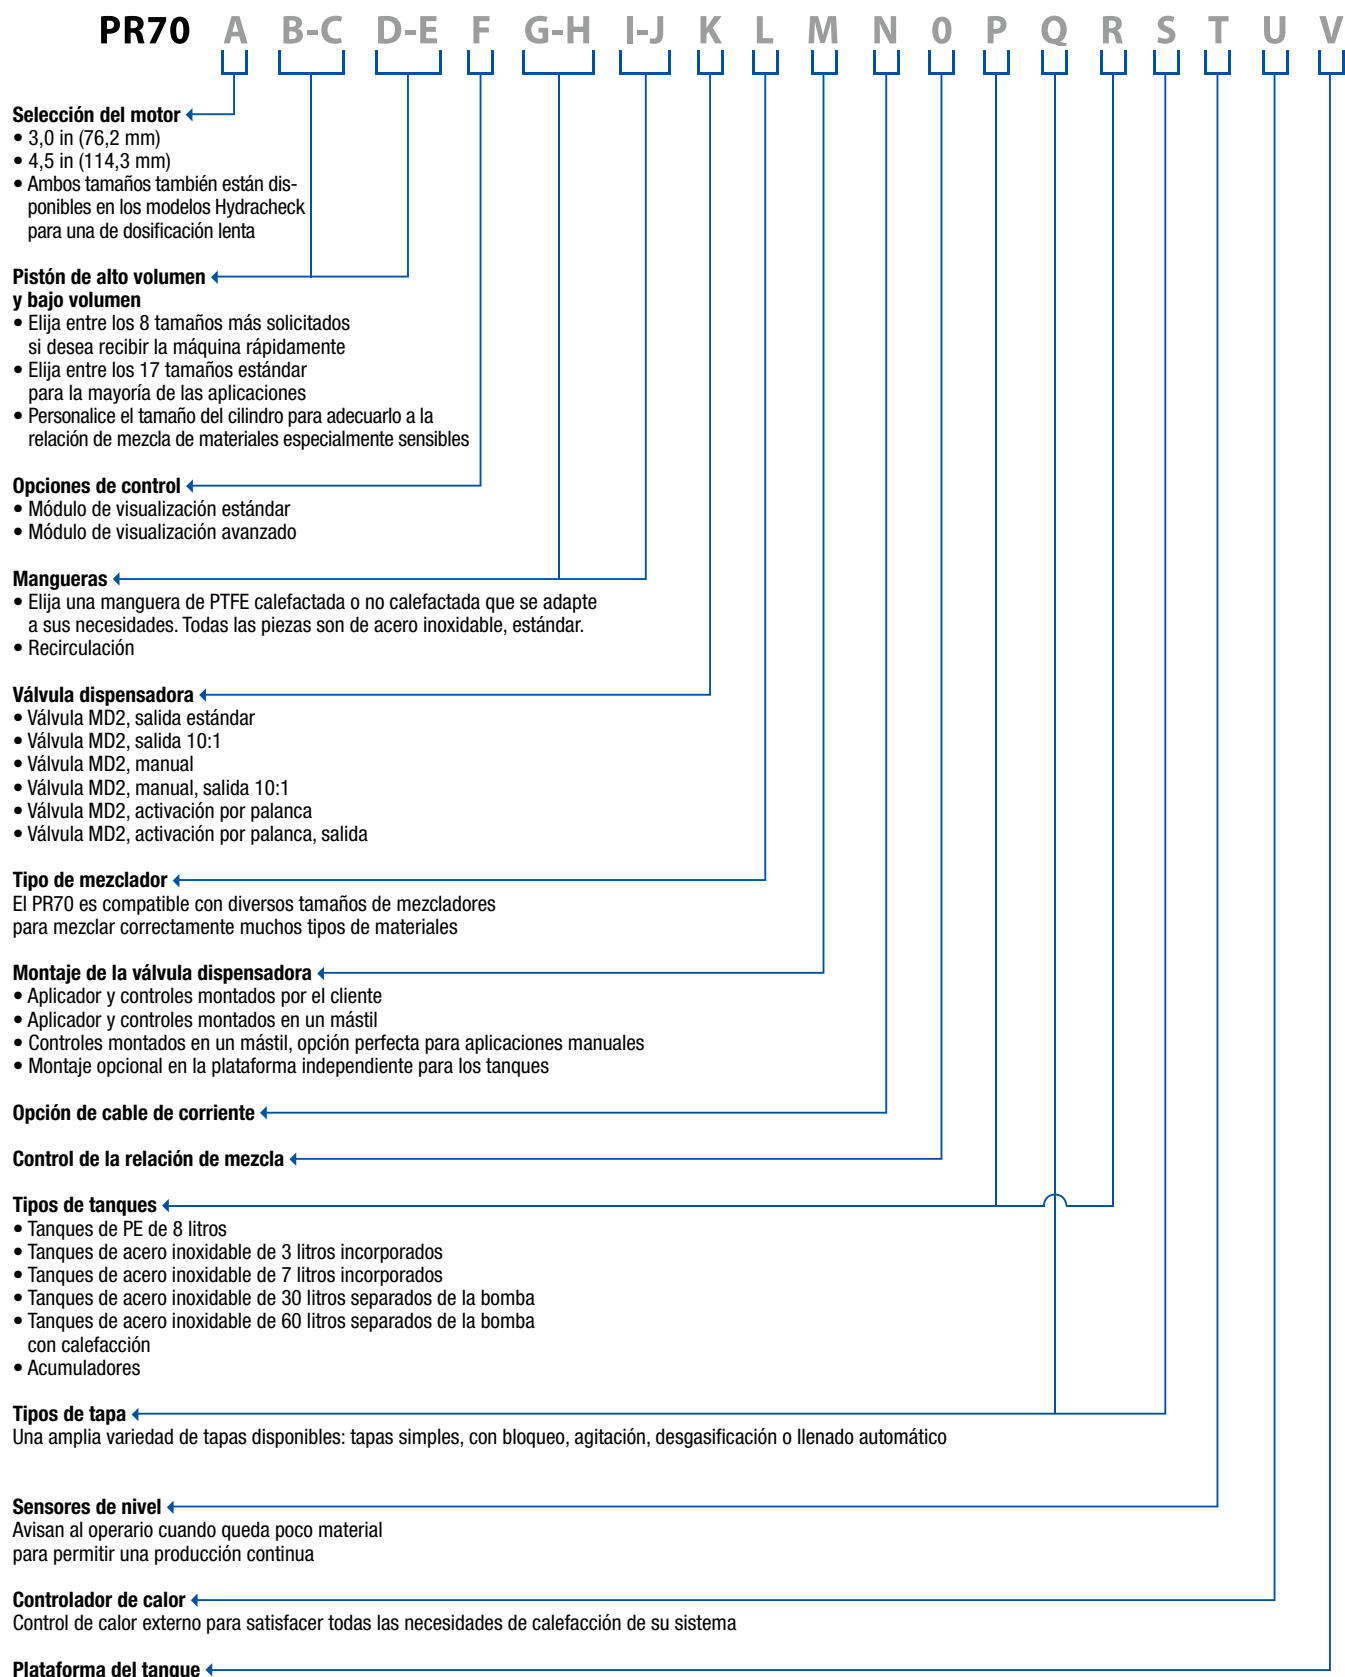 PR70 A B-C D-E F G-H I-J K L M N 0 P Q R S T U V
Selección del motor
• 3,0 in (76,2 mm)
• 4,5 in (114,3 mm)
• Ambos tamaños también están dis-
ponibles en los modelos Hydracheck
para una de dosificación lenta
Pistón de alto volumen
y bajo volumen
• Elija entre los 8 tamaños más solicitados
si desea recibir la máquina rápidamente
• Elija entre los 17 tamaños estándar
para la mayoría de las aplicaciones
• Personalice el tamaño del cilindro para adecuarlo a la
relación de mezcla de materiales especialmente sensibles
Opciones de control
• Módulo de visualización estándar
• Módulo de visualización avanzado
Mangueras
• Elija una manguera de PTFE calefactada o no calefactada que se adapte
a sus necesidades. Todas las piezas son de acero inoxidable, estándar.
• Recirculación
Válvula dispensadora
• Válvula MD2, salida estándar
• Válvula MD2, salida 10:1
• Válvula MD2, manual
• Válvula MD2, manual, salida 10:1
• Válvula MD2, activación por palanca
• Válvula MD2, activación por palanca, salida
Tipo de mezclador
El PR70 es compatible con diversos tamaños de mezcladores
para mezclar correctamente muchos tipos de materiales
Montaje de la válvula dispensadora
• Aplicador y controles montados por el cliente
• Aplicador y controles montados en un mástil
• Controles montados en un mástil, opción perfecta para aplicaciones manuales
• Montaje opcional en la plataforma independiente para los tanques
Opción de cable de corriente
Control de la relación de mezcla
Tipos de tanques
• Tanques de PE de 8 litros
• Tanques de acero inoxidable de 3 litros incorporados
• Tanques de acero inoxidable de 7 litros incorporados
• Tanques de acero inoxidable de 30 litros separados de la bomba
• Tanques de acero inoxidable de 60 litros separados de la bomba
con calefacción
• Acumuladores
Tipos de tapa
Una amplia variedad de tapas disponibles: tapas simples, con bloqueo, agitación, desgasificación o llenado automático
Sensores de nivel
Avisan al operario cuando queda poco material
para permitir una producción continua
Controlador de calor
Control de calor externo para satisfacer todas las necesidades de calefacción de su sistema
Plataforma del tanque